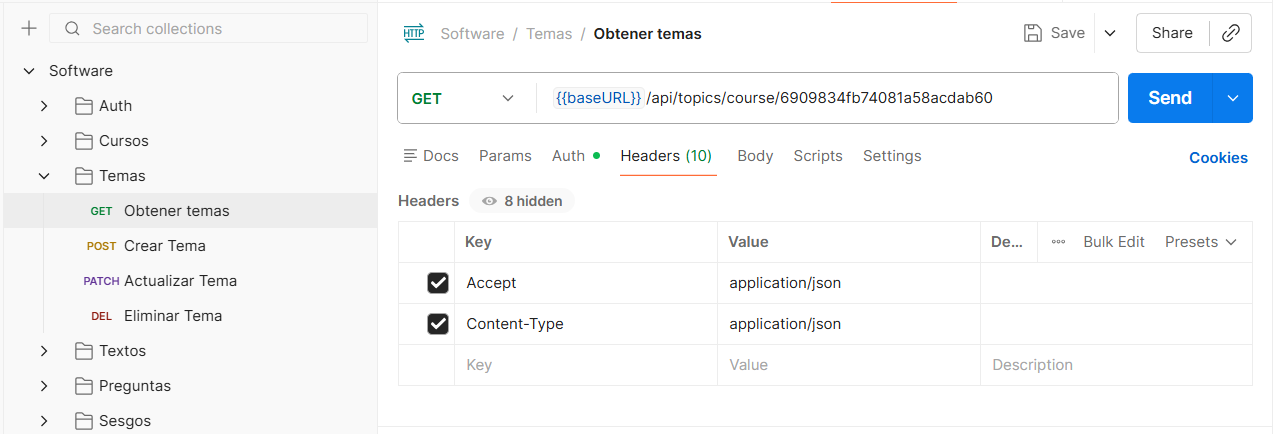 Search collections
Software
Auth
Cursos
Temas
GET Obtener temas
POST Crear Tema
PATCH Actualizar Tema
DEL Eliminar Tema
Textos
Preguntas
Sesgos
HTTP Software / Temas / Obtener temas
Save
Share
GET {{baseURL}} /api/topics/course/6909834fb74081a58acdab60
Send
Docs Params Auth Headers (10) Body Scripts Settings
Cookies
Headers 8 hidden
Key Value De... Bulk Edit Presets
Accept application/json
Content-Type application/json
Key Value Description